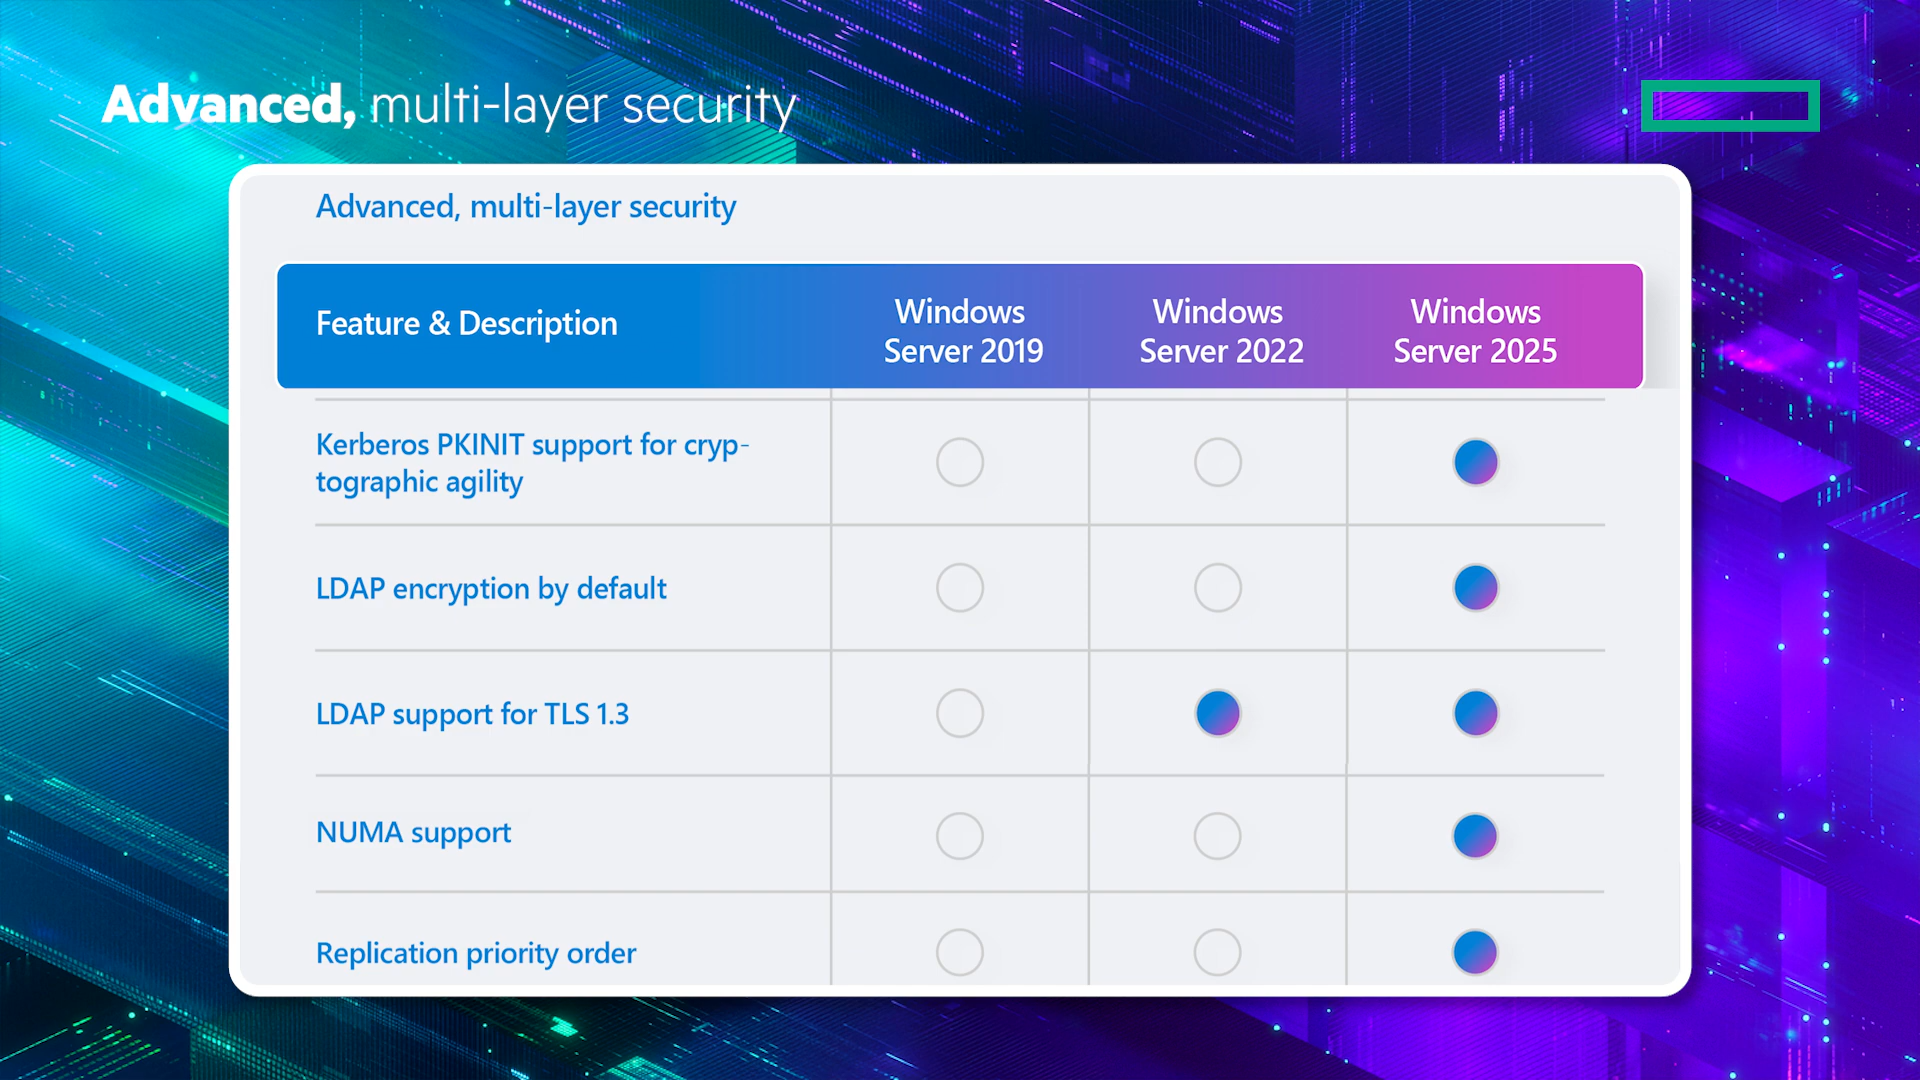 Advanced, multi-layer security
Advanced, multi-layer security
Feature & Description
Windows
Server 2019
Windows
Server 2022
Windows
Server 2025
Kerberos PKINIT support for cryp-
tographic agility
LDAP encryption by default
LDAP support for TLS 1.3
NUMA support
Replication priority order